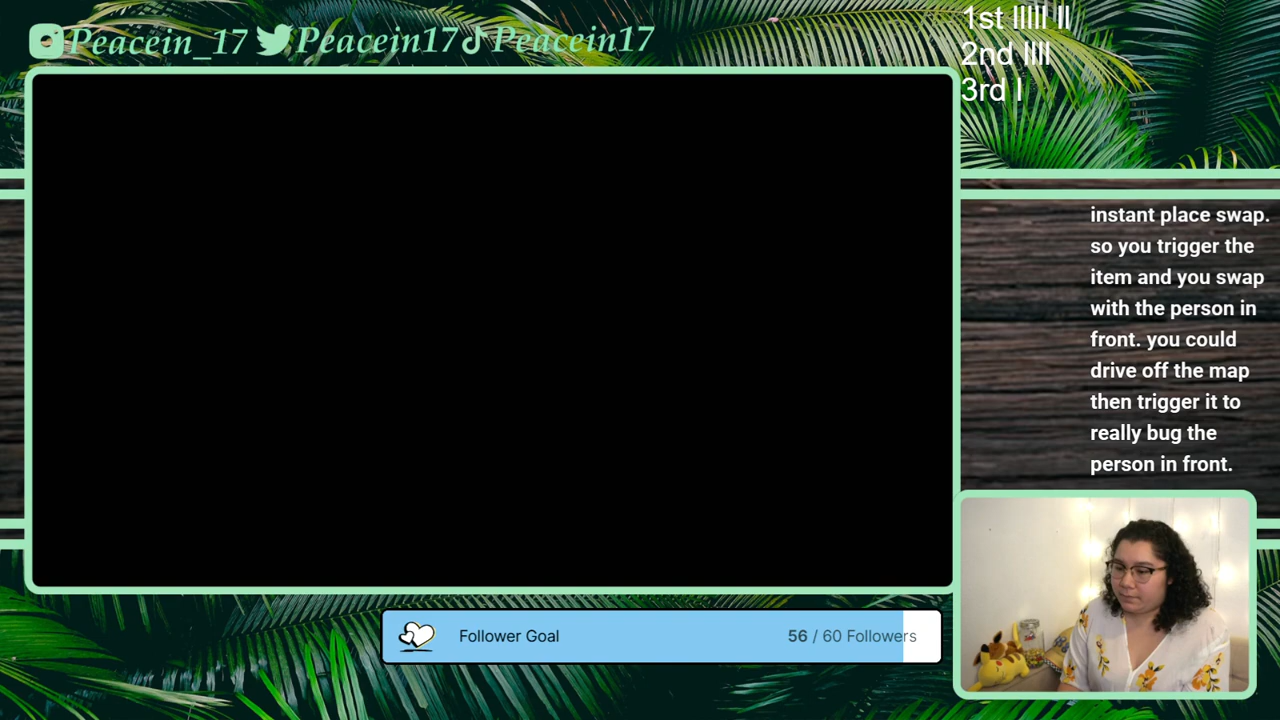 Peacein_17 Peacein17 Peacein17
1st IIIII II
2nd IIII
3rd I
instant place swap.
so you trigger the
item and you swap
with the person in
front. you could
drive off the map
then trigger it to
really bug the
person in front.
Follower Goal 56 / 60 Followers